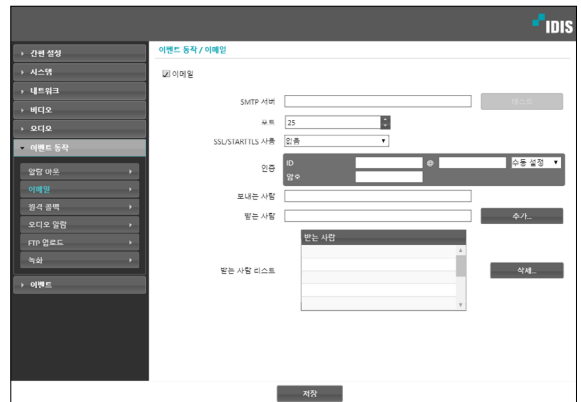 IDIS
간편 설정
시스템
네트워크
비디오
오디오
이벤트 동작
알람 아웃
이메일
원격 콜백
오디오 알람
FTP 업로드
녹화
이벤트
이벤트 동작 / 이메일
이메일
SMTP 서버
테스트
포트 25
SSL/STARTTLS 사용 없음
인증 ID @ 수동 설정
암호
보내는 사람
받는 사람 추가...
받는 사람
받는 사람 리스트 삭제...
저장